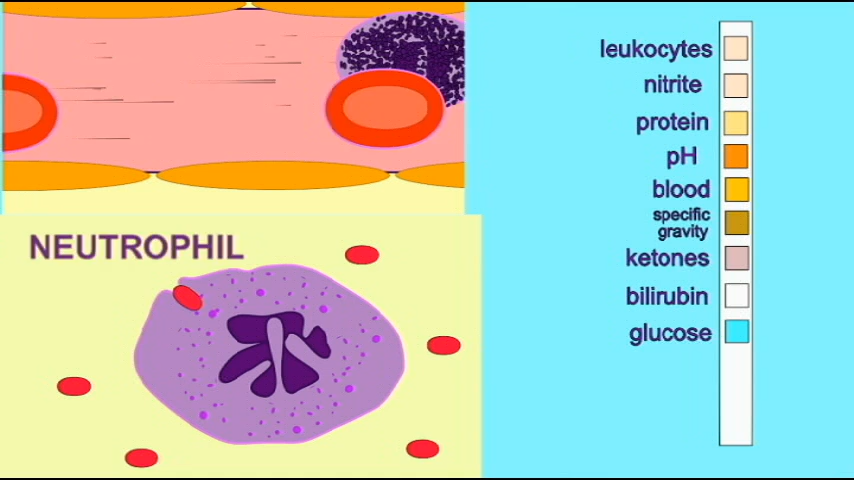 NEUTROPHIL
leukocytes
nitrite
protein
pH
blood
specific
gravity
ketones
bilirubin
glucose